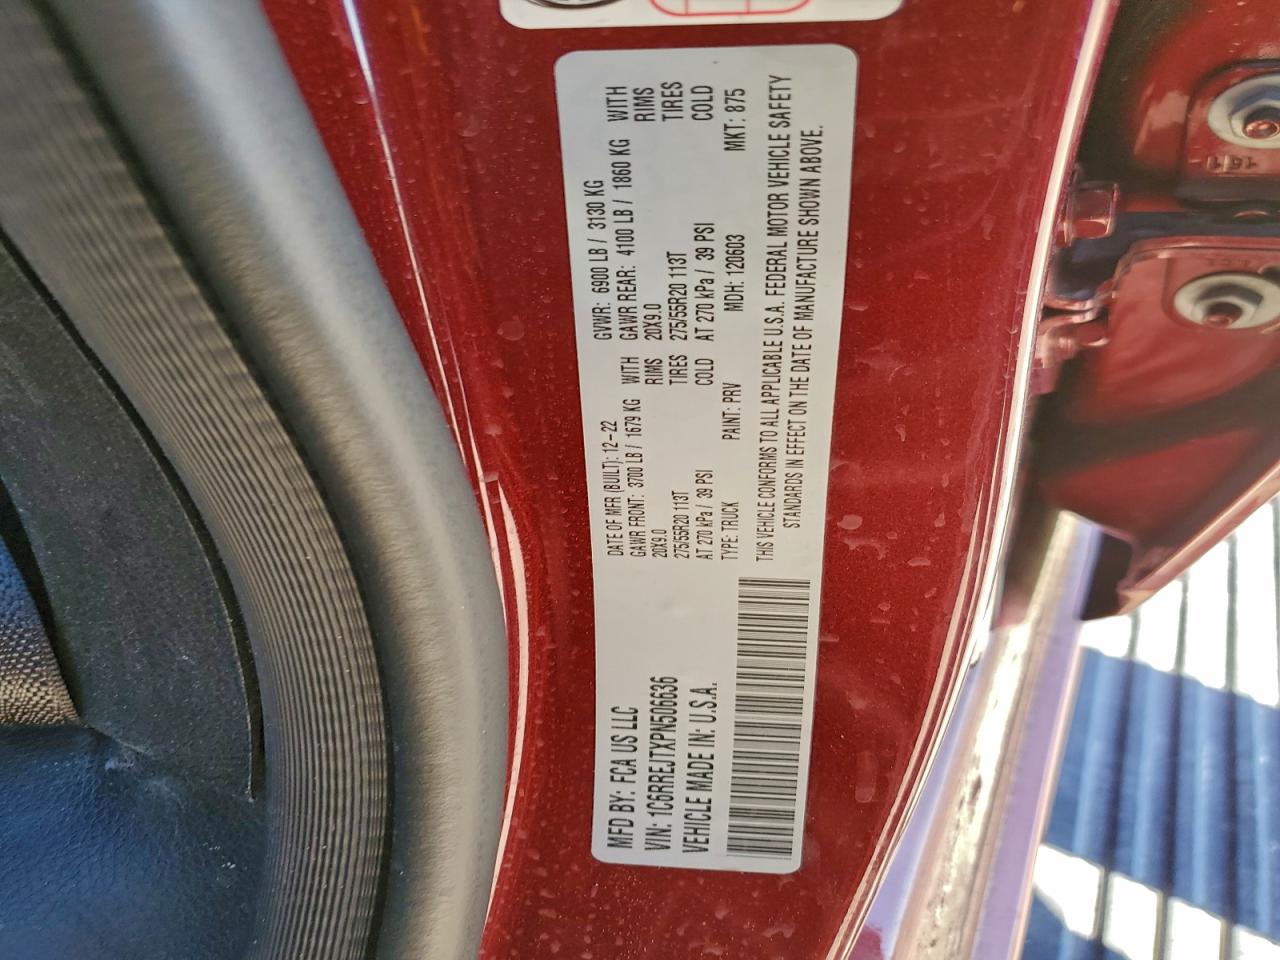 MFD BY: FCA US LLC
VIN: 1C6RREJTXPN506636
VEHICLE MADE IN: U.S.A.
DATE OF MFR (BUILT): 12-22 GVWR: 6900 LB / 3130 KG
GAWR FRONT: 3700 LB / 1679 KG WITH GAWR REAR: 4100 LB / 1860 KG WITH
20X9.0 RIMS 20X9.0 RIMS
275/55R20 113T TIRES 275/55R20 113T TIRES
AT 270 kPa / 39 PSI COLD AT 270 kPa / 39 PSI COLD
TYPE: TRUCK PAINT: PRV MDH: 120603 MKT: 875
THIS VEHICLE CONFORMS TO ALL APPLICABLE U.S.A. FEDERAL MOTOR VEHICLE SAFETY
STANDARDS IN EFFECT ON THE DATE OF MANUFACTURE SHOWN ABOVE.